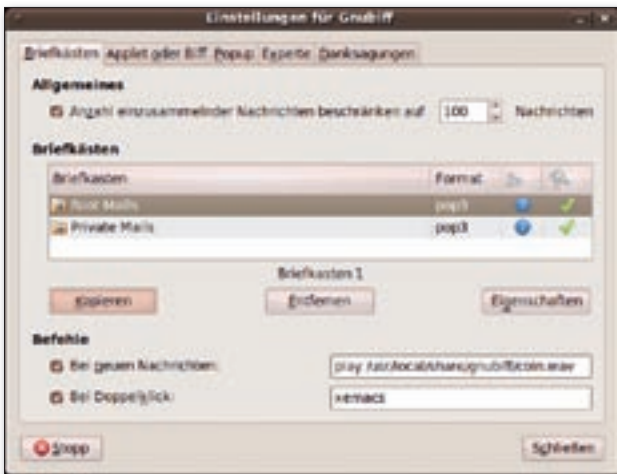 Einstellungen für Gnubiff
Briefkästen Applet oder Biff Popup Experte Danksagungen
Allgemeines
Anzahl einzusammelnder Nachrichten beschränken auf 100 Nachrichten
Briefkästen
Briefkasten Format
Root Mails pop3
Private Mails pop3
Briefkasten 1
Kopieren Entfernen Eigenschaften
Befehle
Bei neuen Nachrichten: play /usr/local/share/gnubiff/coin.wav
Bei Doppelklick: xemacs
Stopp Schließen